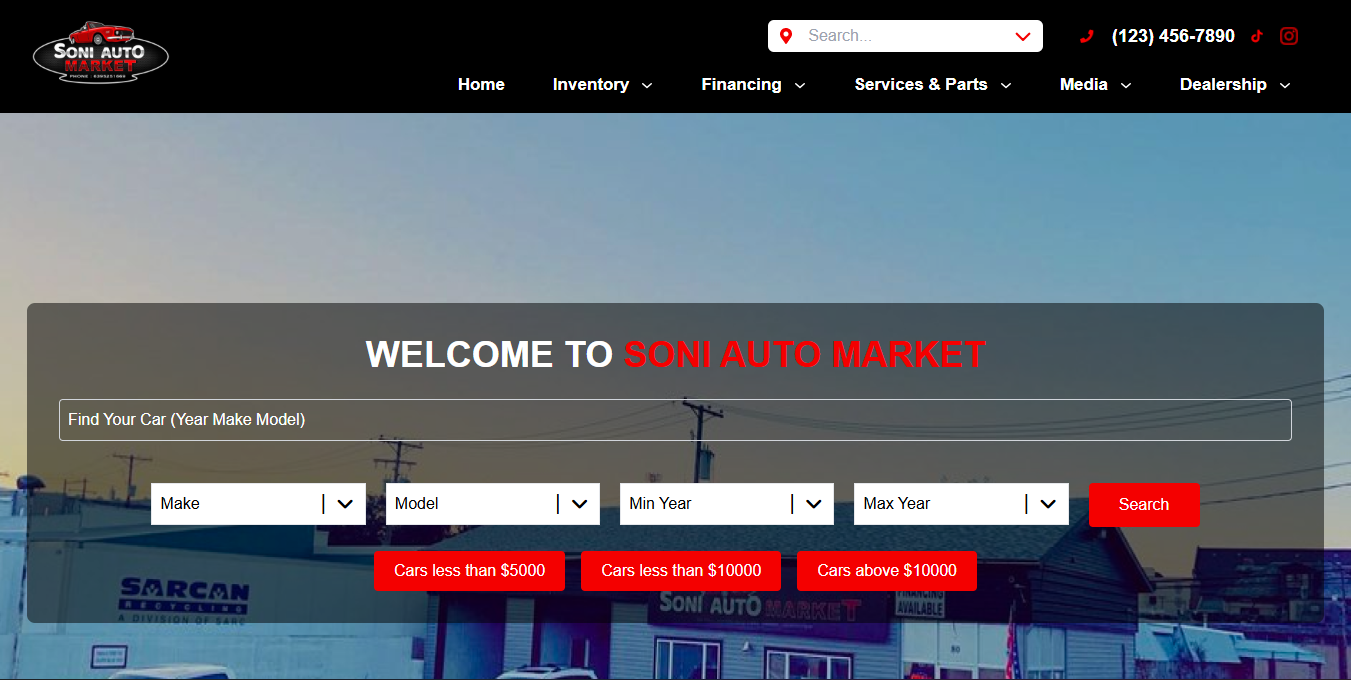 SONI AUTO
MARKET
Search...
(123) 456-7890
Home
Inventory
Financing
Services & Parts
Media
Dealership
WELCOME TO SONI AUTO MARKET
Find Your Car (Year Make Model)
Make
Model
Min Year
Max Year
Search
Cars less than $5000
Cars less than $10000
Cars above $10000
SARCAN
RECYCLING
A DIVISION OF SARC
SONI AUTO MARKET
FINANCING
AVAILABLE
80